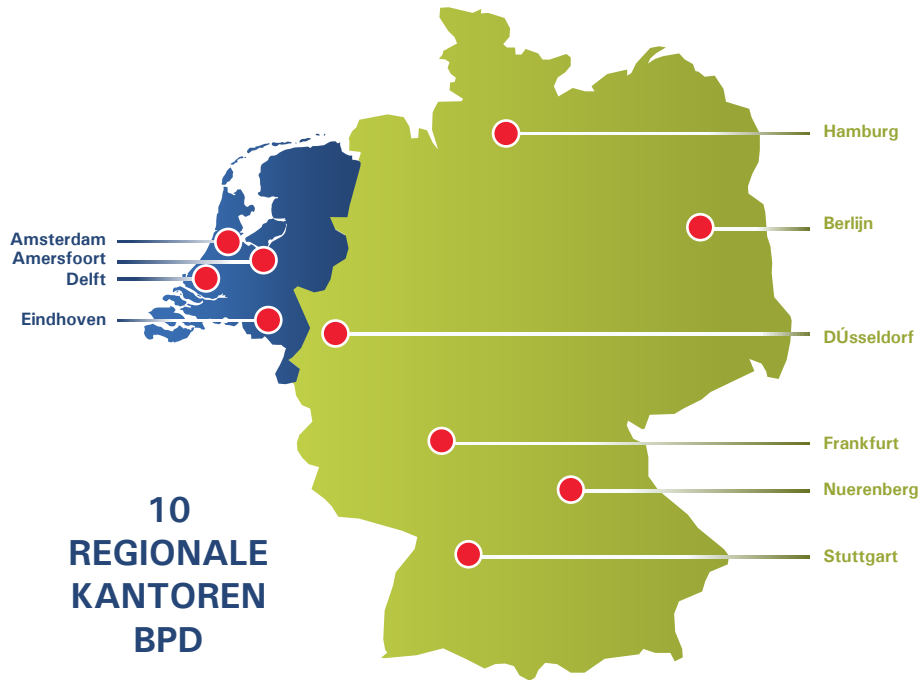 Amsterdam
Amersfoort
Delft
Eindhoven
Hamburg
Berlijn
DÚsseldorf
Frankfurt
Nuerenberg
Stuttgart
10
REGIONALE
KANTOREN
BPD